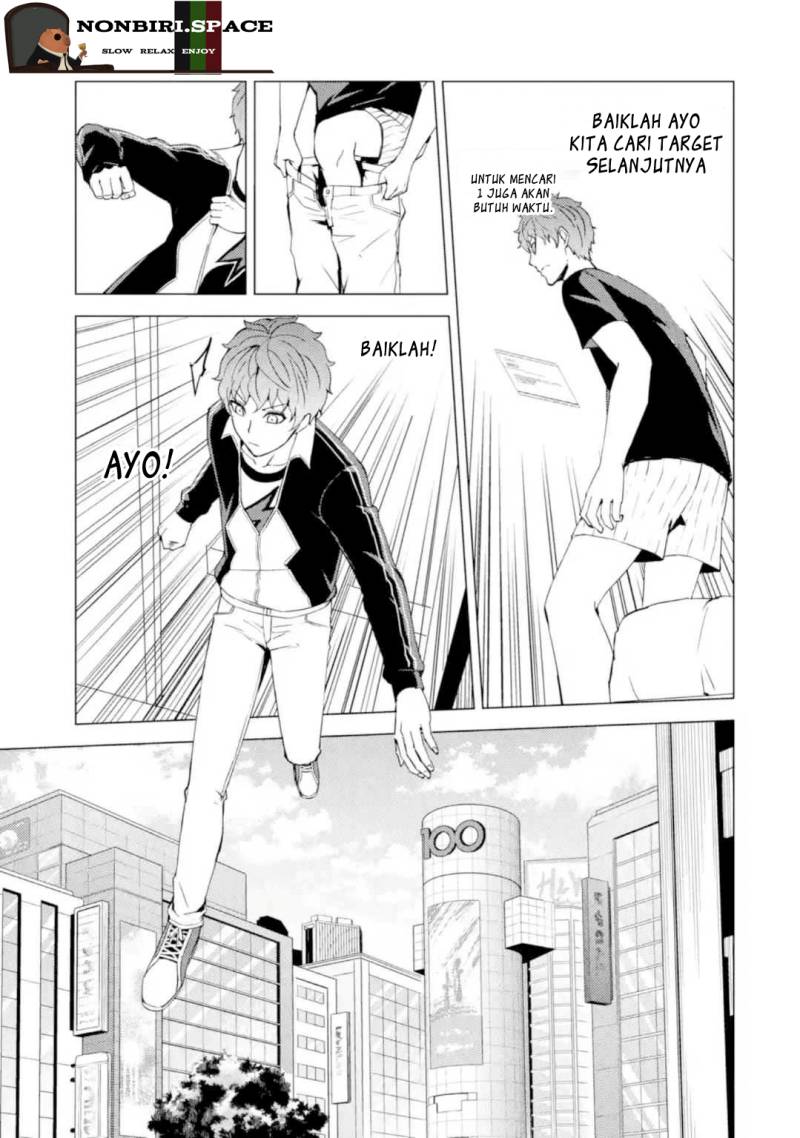 NONBIRI.SPACE
SLOW RELAX ENJOY
BAIKLAH AYO
KITA CARI TARGET
SELANJUTNYA
UNTUK MENCARI
1 JUGA AKAN
BUTUH WAKTU.
BAIKLAH!
AYO!
100